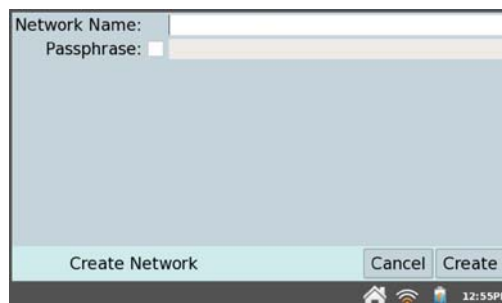 Network Name:
Passphrase:
Create Network
Cancel
Create
12:55P